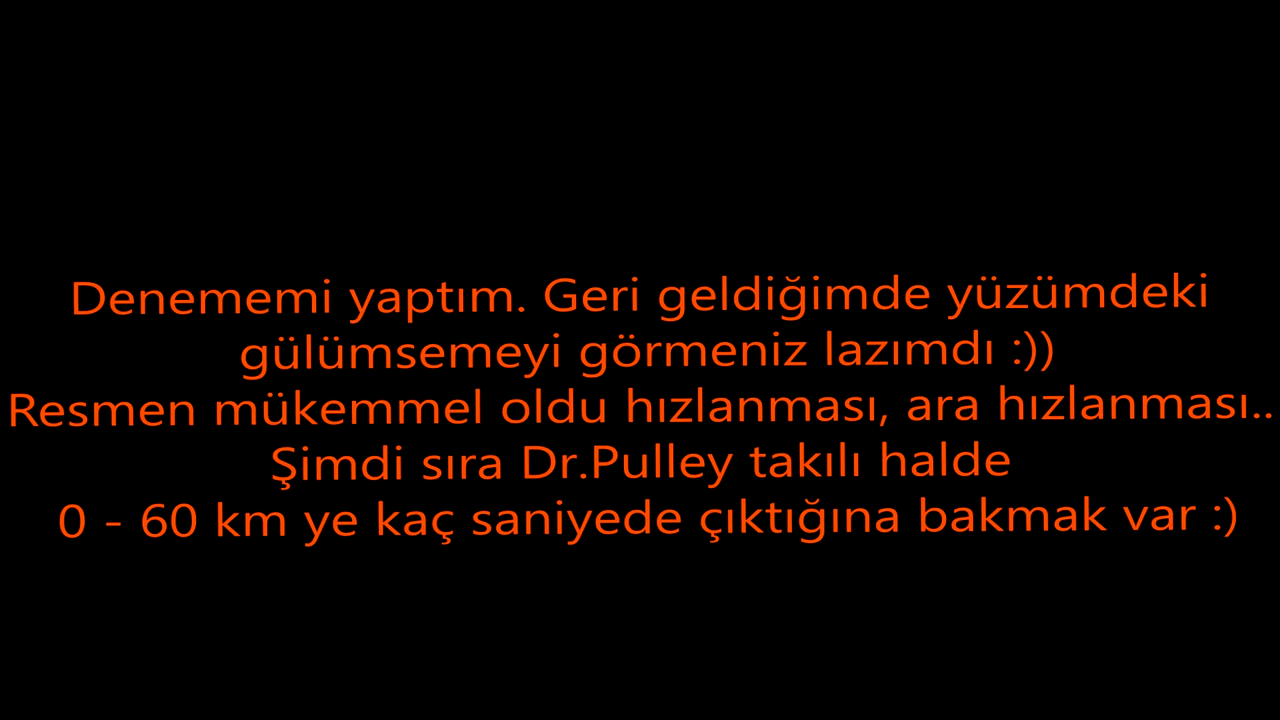 Denememi yaptım. Geri geldiğimde yüzümdeki
gülümsemeyi görmeniz lazımdı :))
Resmen mükemmel oldu hızlanması, ara hızlanması..
Şimdi sıra Dr.Pulley takılı halde
0 - 60 km ye kaç saniyede çıktığına bakmak var :)